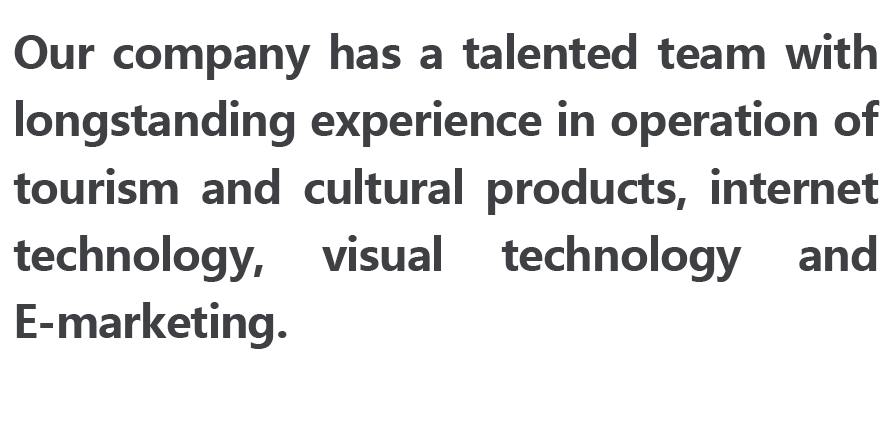 Our company has a talented team with
longstanding experience in operation of
tourism and cultural products, internet
technology, visual technology and
E-marketing.